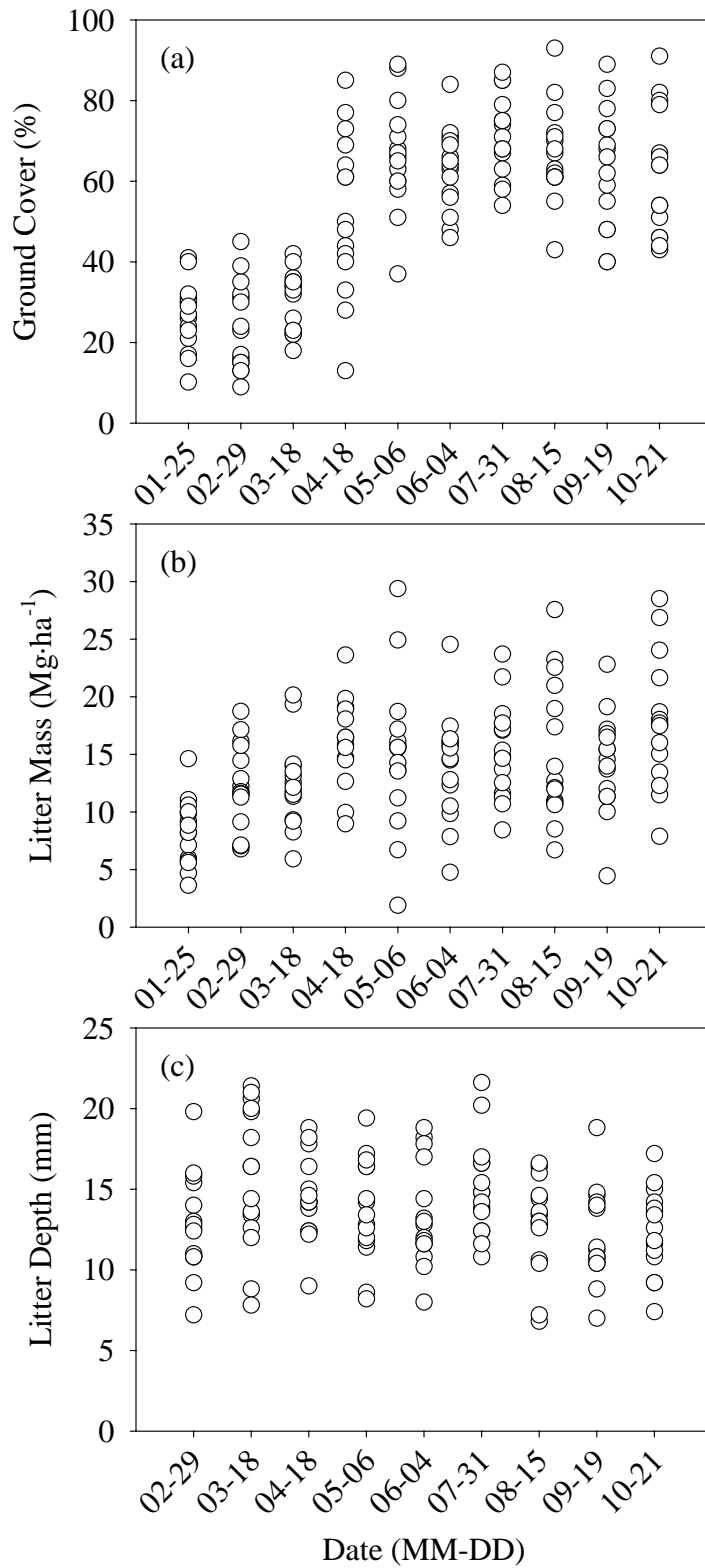 100
(a)
80
60
40
20
0
Ground Cover (%)
01-25 02-29 03-18 04-18 05-06 06-04 07-31 08-15 09-19 10-21
35
(b)
30
25
20
15
10
5
0
Litter Mass (Mg·ha⁻¹)
01-25 02-29 03-18 04-18 05-06 06-04 07-31 08-15 09-19 10-21
25
(c)
20
15
10
5
0
Litter Depth (mm)
02-29 03-18 04-18 05-06 06-04 07-31 08-15 09-19 10-21
Date (MM-DD)